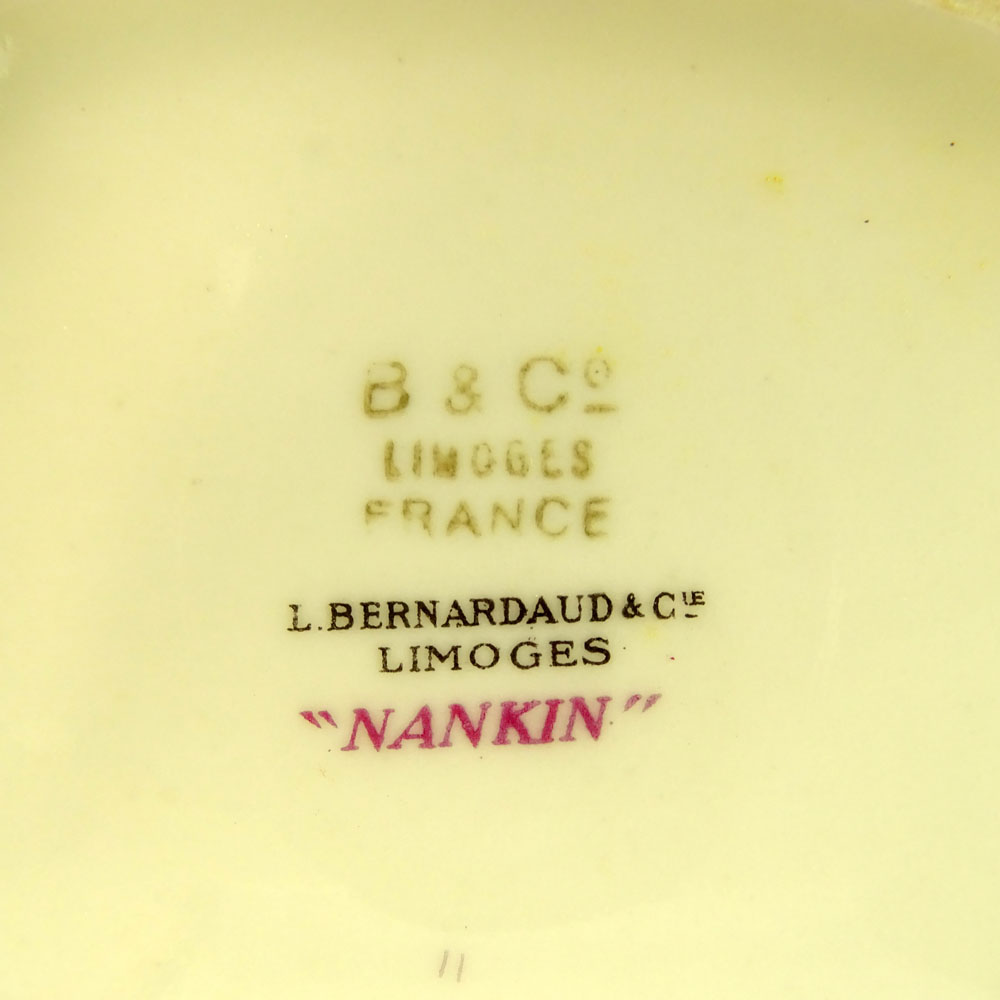 B & Cº
LIMOGES
FRANCE
L. BERNARDAUD & Cᴵᴱ
LIMOGES
"NANKIN"
11